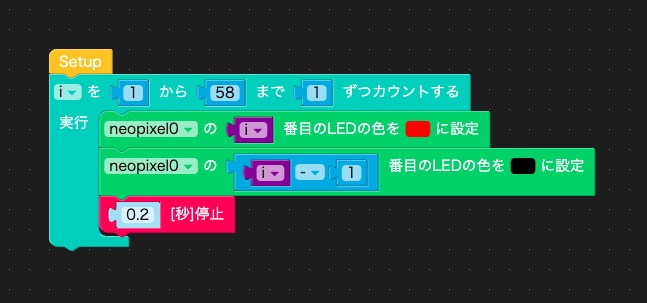 Setup
i を 1 から 58 まで 1 ずつカウントする
実行
neopixel0 の i 番目のLEDの色を に設定
neopixel0 の i - 1 番目のLEDの色を に設定
0.2 [秒]停止